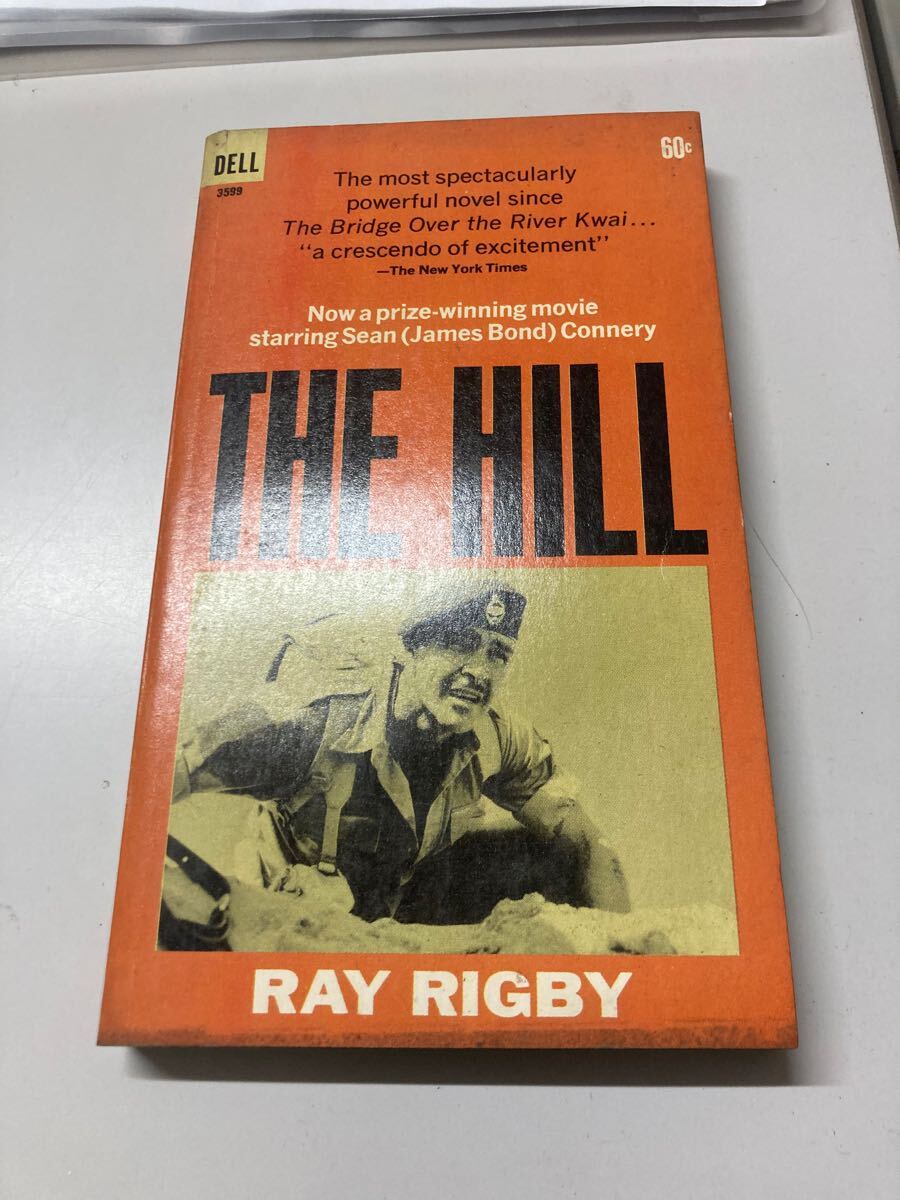 DELL
3599
60c
The most spectacularly
powerful novel since
The Bridge Over the River Kwai...
"a crescendo of excitement"
—The New York Times
Now a prize-winning movie
starring Sean (James Bond) Connery
THE HILL
RAY RIGBY